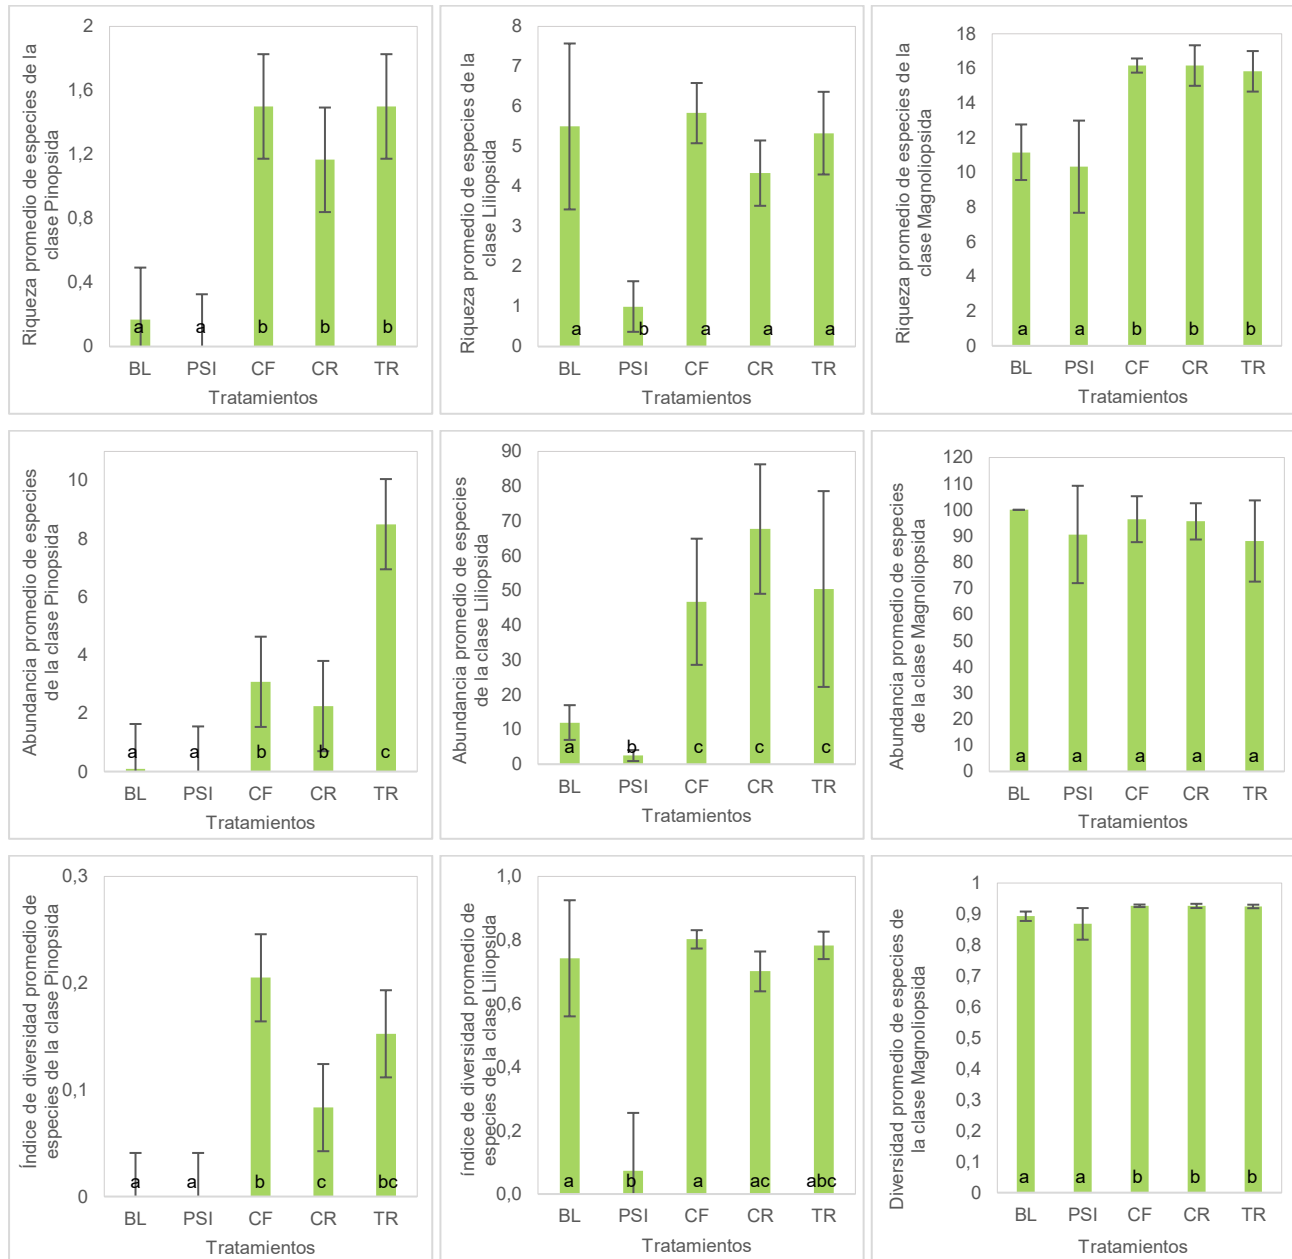 Riqueza promedio de especies de la
clase Pinopsida
2
1,6
1,2
0,8
0,4
0
a
a
b
b
b
BL
PSI
CF
CR
TR
Tratamientos
Riqueza promedio de especies de la
clase Liliopsida
8
7
6
5
4
3
2
1
0
a
b
a
a
a
BL
PSI
CF
CR
TR
Tratamientos
Riqueza promedio de especies de la
clase Magnoliopsida
18
16
14
12
10
8
6
4
2
0
a
a
b
b
b
BL
PSI
CF
CR
TR
Tratamientos
Abundancia promedio de especies
de la clase Pinopsida
10
8
6
4
2
0
a
a
b
b
c
BL
PSI
CF
CR
TR
Tratamientos
Abundancia promedio de especies
de la clase Liliopsida
90
80
70
60
50
40
30
20
10
0
a
b
c
c
c
BL
PSI
CF
CR
TR
Tratamientos
Abundancia promedio de especies
de la clase Magnoliopsida
120
110
100
90
80
70
60
50
40
30
20
10
0
a
a
a
a
a
BL
PSI
CF
CR
TR
Tratamientos
Índice de diversidad promedio de
especies de la clase Pinopsida
0,3
0,2
0,1
0
a
a
b
c
bc
BL
PSI
CF
CR
TR
Tratamientos
Índice de diversidad promedio de
especies de la clase Liliopsida
1,0
0,8
0,6
0,4
0,2
0,0
a
b
a
ac
abc
BL
PSI
CF
CR
TR
Tratamientos
Diversidad promedio de especies de
la clase Magnoliopsida
1
0,9
0,8
0,7
0,6
0,5
0,4
0,3
0,2
0,1
0
a
a
b
b
b
BL
PSI
CF
CR
TR
Tratamientos